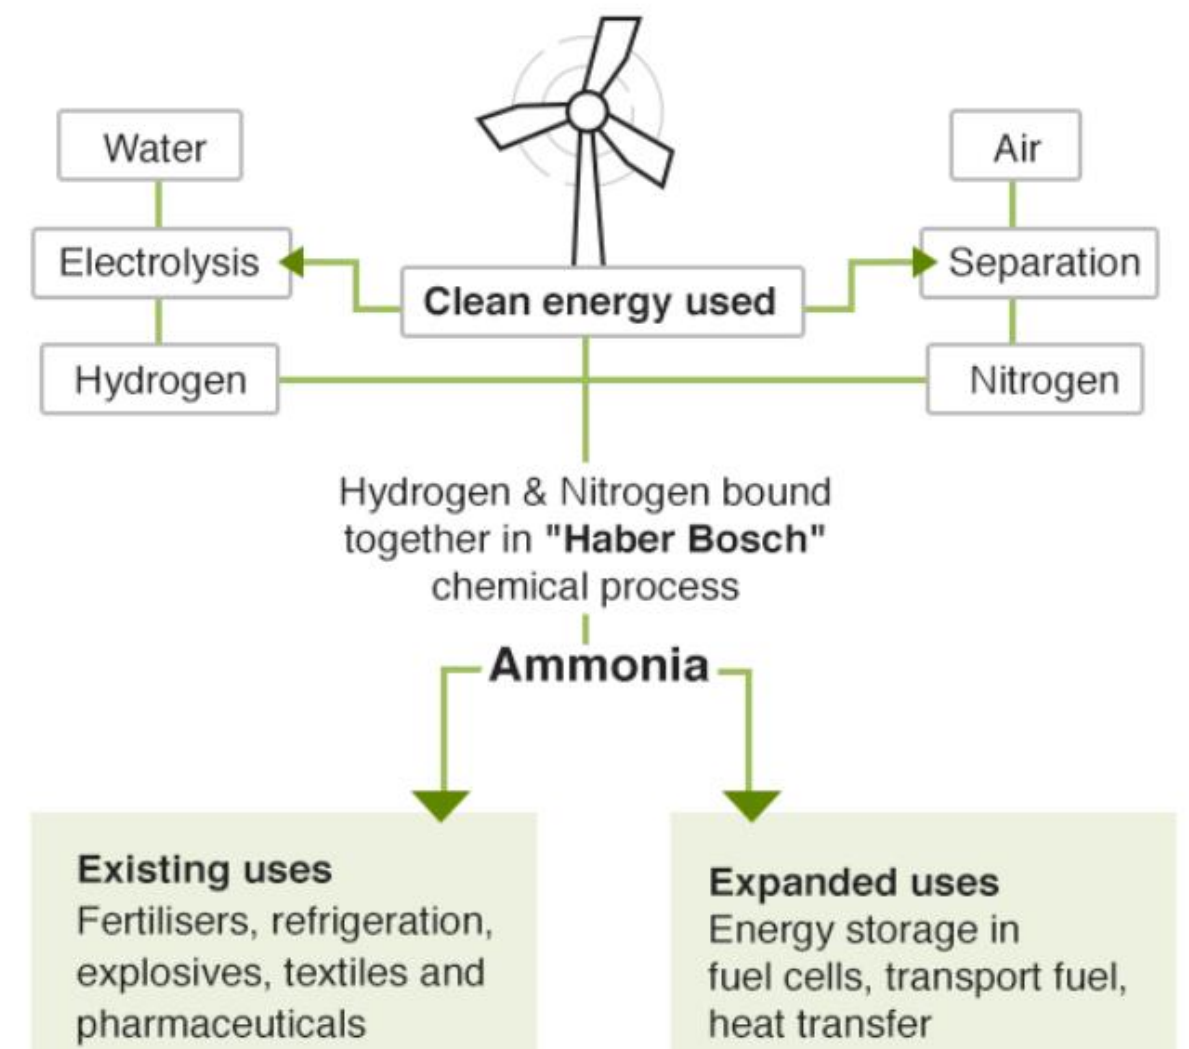 Water
Air
Electrolysis
Clean energy used
Separation
Hydrogen
Nitrogen
Hydrogen & Nitrogen bound
together in "Haber Bosch"
chemical process
Ammonia
Existing uses
Fertilisers, refrigeration,
explosives, textiles and
pharmaceuticals
Expanded uses
Energy storage in
fuel cells, transport fuel,
heat transfer